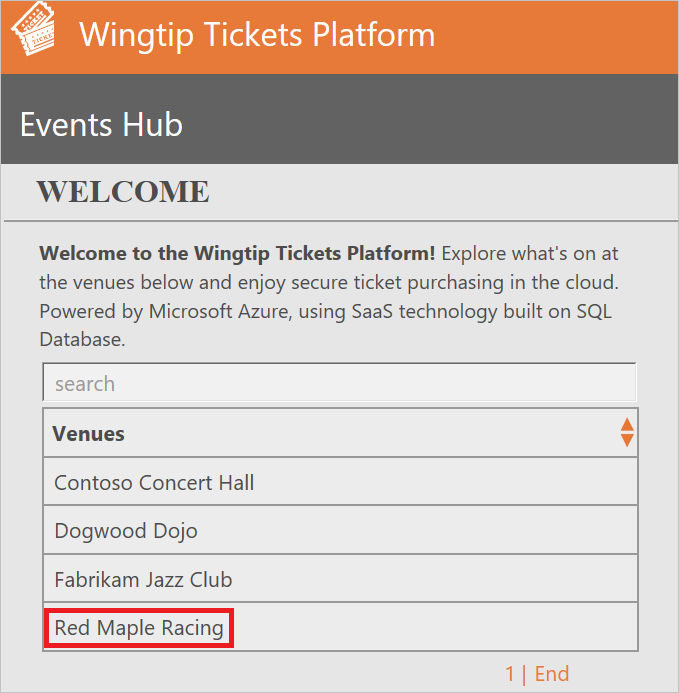 Wingtip Tickets Platform
Events Hub
WELCOME
Welcome to the Wingtip Tickets Platform! Explore what's on at
the venues below and enjoy secure ticket purchasing in the cloud.
Powered by Microsoft Azure, using SaaS technology built on SQL
Database.
search
Venues
Contoso Concert Hall
Dogwood Dojo
Fabrikam Jazz Club
Red Maple Racing
1 | End